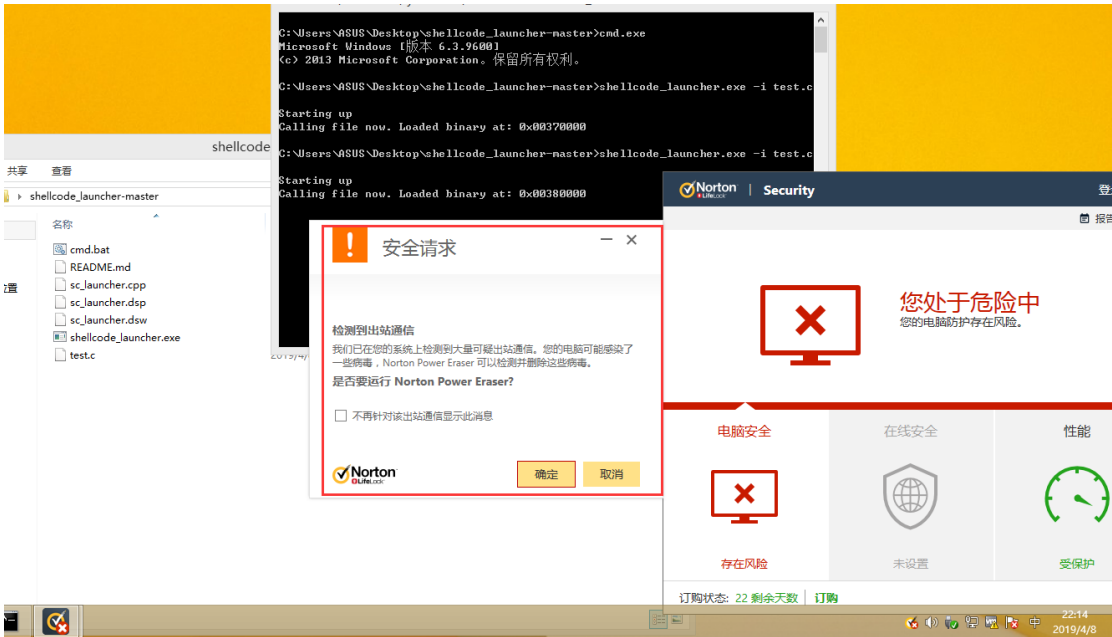 C:\Users\ASUS\Desktop\shellcode_launcher-master>cmd.exe
Microsoft Windows [版本 6.3.9600]
(c) 2013 Microsoft Corporation。保留所有权利。
C:\Users\ASUS\Desktop\shellcode_launcher-master>shellcode_launcher.exe -i test.c
Starting up
Calling file now. Loaded binary at: 0x00370000
C:\Users\ASUS\Desktop\shellcode_launcher-master>shellcode_launcher.exe -i test.c
Starting up
Calling file now. Loaded binary at: 0x00380000
shellcode
共享 查看
shellcode_launcher-master
名称
cmd.bat
README.md
sc_launcher.cpp
sc_launcher.dsp
sc_launcher.dsw
shellcode_launcher.exe
test.c
位置
2019/4/
安全请求
检测到出站通信
我们已在您的系统上检测到大量可疑出站通信。您的电脑可能感染了
一些病毒，Norton Power Eraser 可以检测并删除这些病毒。
是否要运行 Norton Power Eraser?
不再针对该出站通信显示此消息
Norton
LifeLock
确定 取消
Norton | Security
LifeLock
登
报告
您处于危险中
您的电脑防护存在风险。
电脑安全 在线安全 性能
存在风险 未设置 受保护
订购状态: 22 剩余天数 订购
中
22:14
2019/4/8